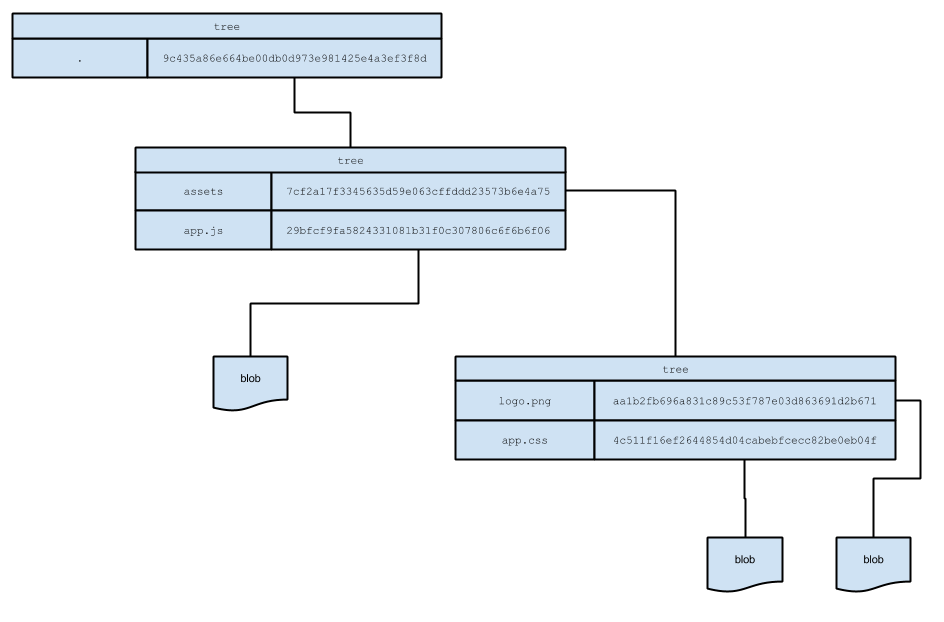 tree
. 9c435a86e664be00db0d973e981425e4a3ef3f8d
tree
assets 7cf2a17f3345635d59e063cffddd23573b6e4a75
app.js 29bfcf9fa5824331081b31f0c307806c6f6b6f06
blob
tree
logo.png aa1b2fb696a831c89c53f787e03d863691d2b671
app.css 4c511f16ef2644854d04cabebfcecc82be0eb04f
blob blob